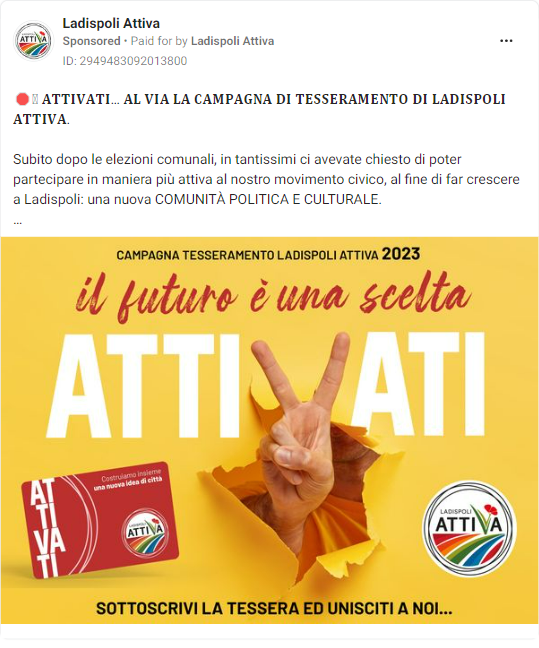 Ladispoli Attiva
Sponsored • Paid for by Ladispoli Attiva
ID: 2949483092013800
ATTIVATI... AL VIA LA CAMPAGNA DI TESSERAMENTO DI LADISPOLI
ATTIVA.
Subito dopo le elezioni comunali, in tantissimi ci avevate chiesto di poter
partecipare in maniera più attiva al nostro movimento civico, al fine di far crescere
a Ladispoli: una nuova COMUNITÀ POLITICA E CULTURALE.
...
CAMPAGNA TESSERAMENTO LADISPOLI ATTIVA 2023
il futuro è una scelta
ATTIVATI
Costruiamo insieme
una nuova idea di città
AT
TI
VA
TI
LADISPOLI
ATTIVA
LADISPOLI
ATTIVA
SOTTOSCRIVI LA TESSERA ED UNISCITI A NOI...